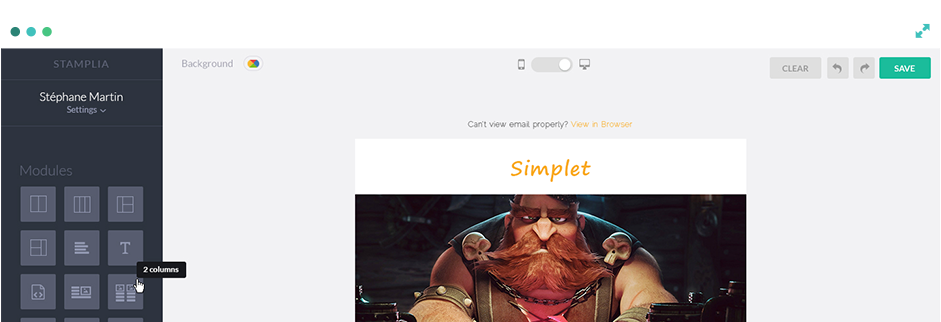 STAMPLIA
Stéphane Martin
Settings
Modules
2 columns
Background
CLEAR
SAVE
Can't view email properly? View in Browser
Simplet
T